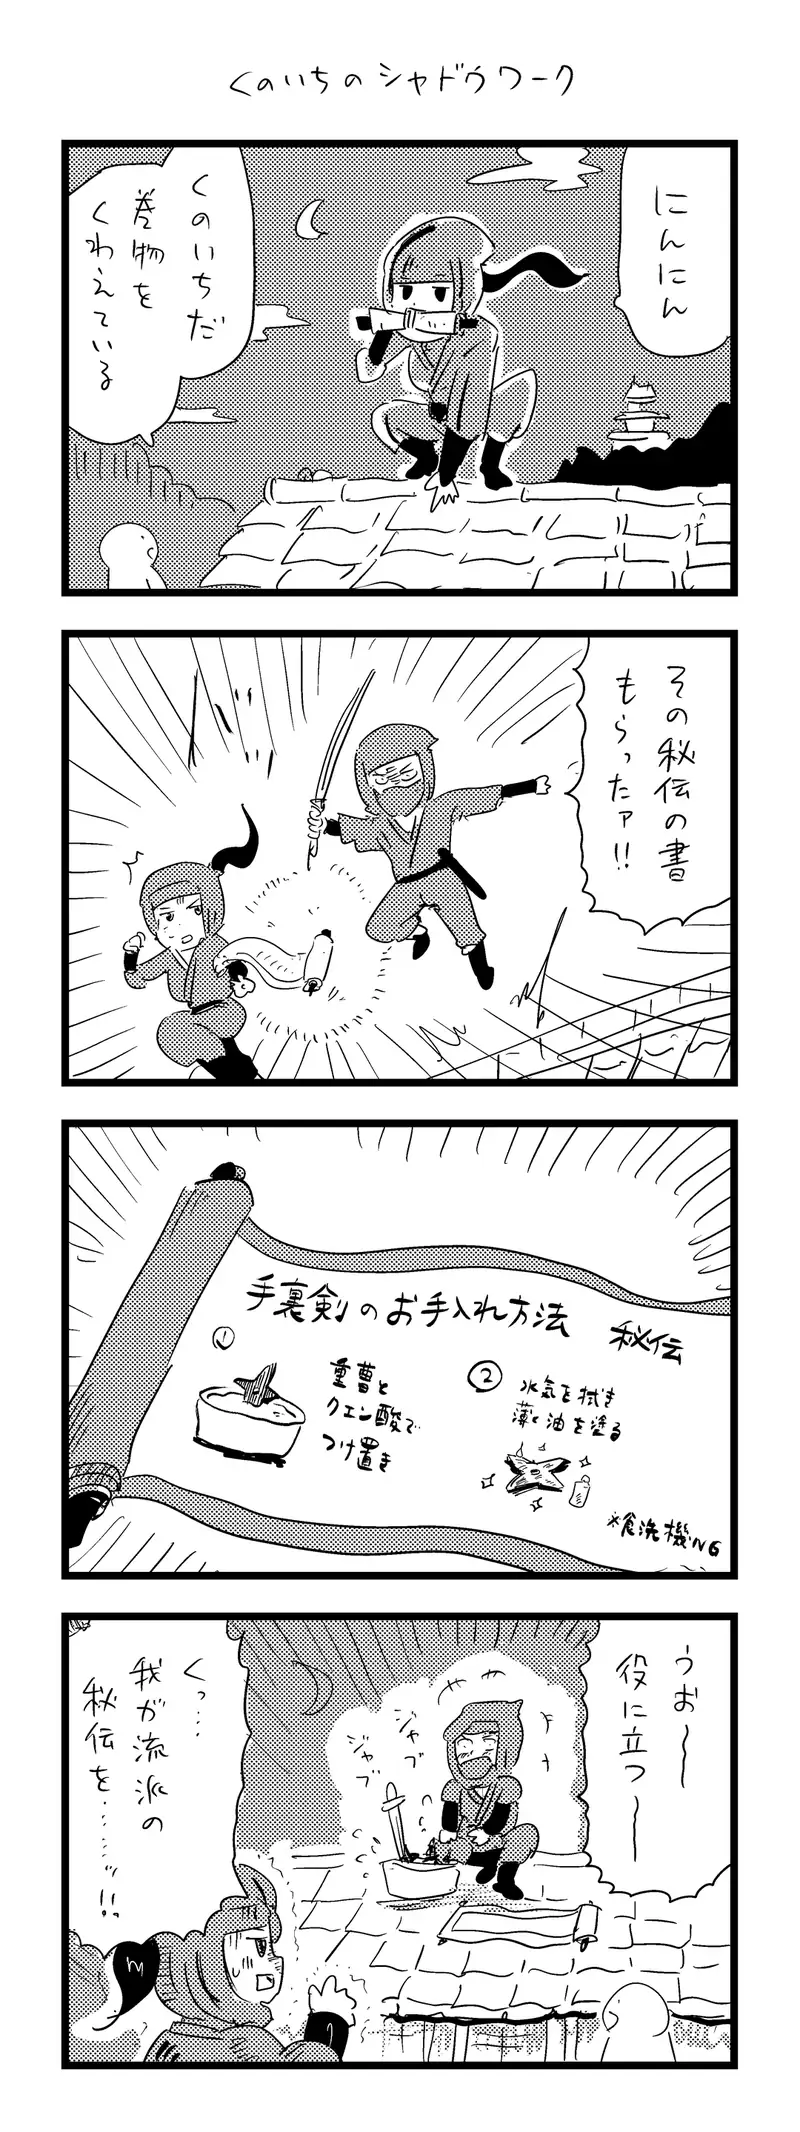 くのいちのシャドウワーク
にんにん
くのいちだ
巻物を
くわえている
その秘伝の書
もらったァ!!
手裏剣のお手入れ方法 秘伝
①
重曹と
クエン酸で
つけ置き
②
水気を拭き
薄く油を塗る
※食洗機NG
うお〜
役に立つ〜
ジャブ
ジャブ
くっ…
我が流派の
秘伝を……ッ!!